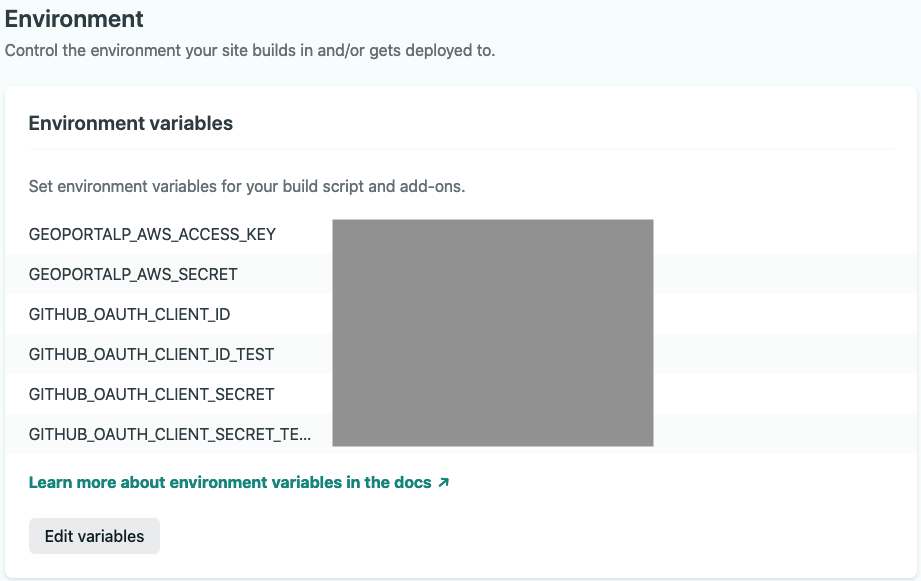 Environment
Control the environment your site builds in and/or gets deployed to.
Environment variables
Set environment variables for your build script and add-ons.
GEOPORTALP_AWS_ACCESS_KEY
GEOPORTALP_AWS_SECRET
GITHUB_OAUTH_CLIENT_ID
GITHUB_OAUTH_CLIENT_ID_TEST
GITHUB_OAUTH_CLIENT_SECRET
GITHUB_OAUTH_CLIENT_SECRET_TE...
Learn more about environment variables in the docs ↗
Edit variables